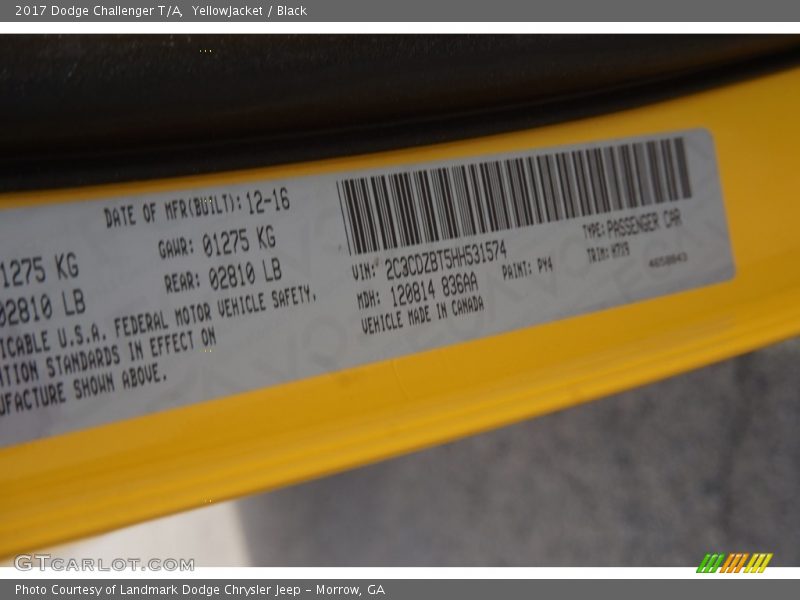 2017 Dodge Challenger T/A, YellowJacket / Black
DATE OF MFR(BUILT): 12-16
1275 KG
GAWR: 01275 KG
02810 LB
REAR: 02810 LB
ICABLE U.S.A. FEDERAL MOTOR VEHICLE SAFETY,
TION STANDARDS IN EFFECT ON
UFACTURE SHOWN ABOVE.
VIN: 2C3CDZBT5HH531574
TYPE: PASSENGER CAR
MDH: 120814 836AA
PAINT: PY4
TRIM: H7X9
VEHICLE MADE IN CANADA
GTCARLOT.COM
Photo Courtesy of Landmark Dodge Chrysler Jeep – Morrow, GA